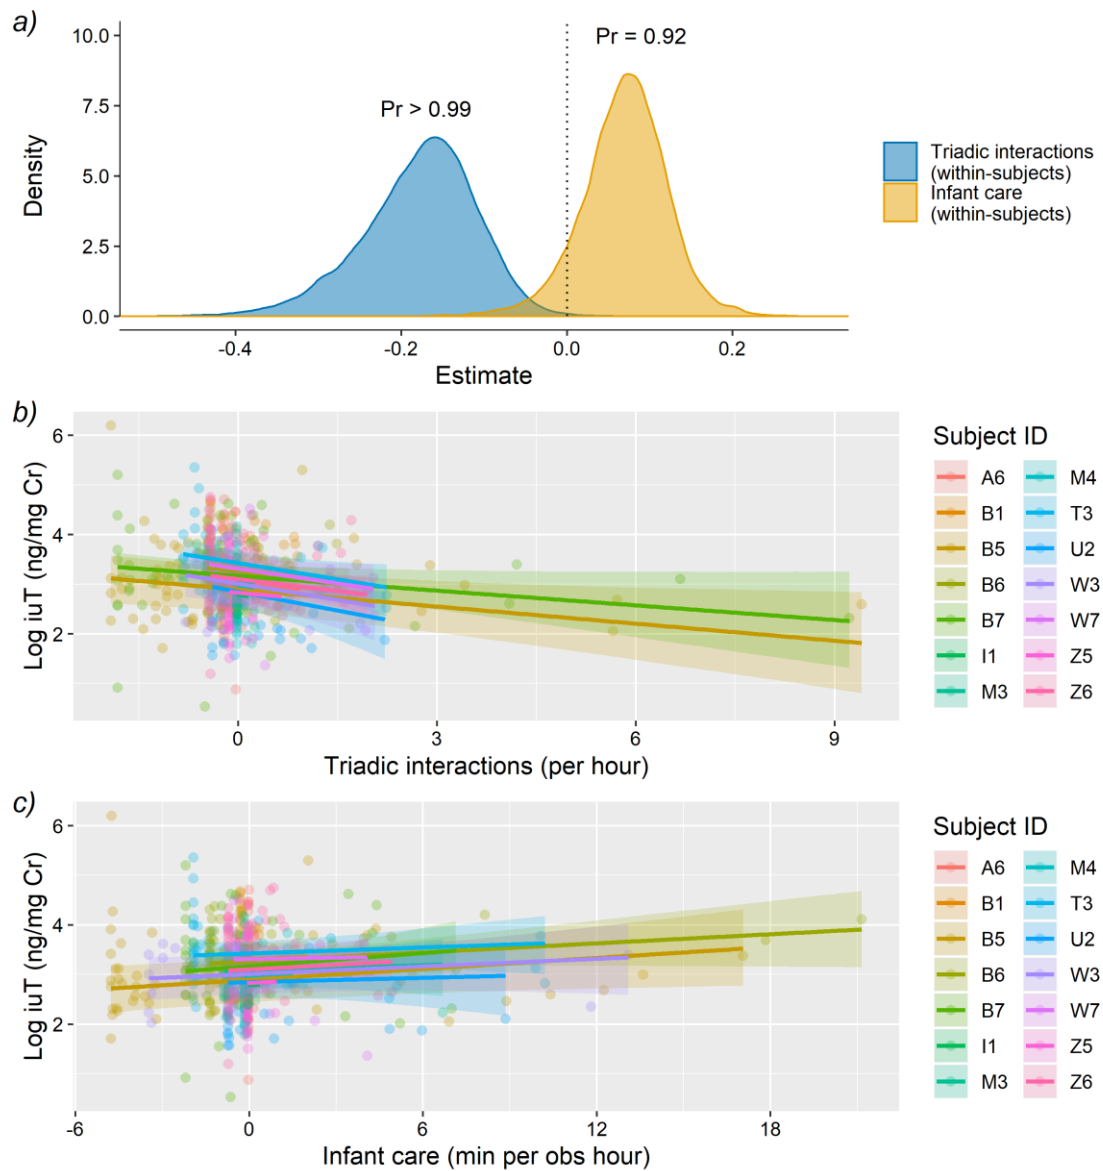 a)
10.0
7.5
5.0
2.5
0.0
Density
Pr > 0.99
Pr = 0.92
-0.4
-0.2
0.0
0.2
Estimate
Triadic interactions
(within-subjects)
Infant care
(within-subjects)
b)
6
4
2
Log iuT (ng/mg Cr)
0
3
6
9
Triadic interactions (per hour)
Subject ID
A6
B1
B5
B6
B7
I1
M3
M4
T3
U2
W3
W7
Z5
Z6
c)
6
4
2
Log iuT (ng/mg Cr)
-6
0
6
12
18
Infant care (min per obs hour)
Subject ID
A6
B1
B5
B6
B7
I1
M3
M4
T3
U2
W3
W7
Z5
Z6